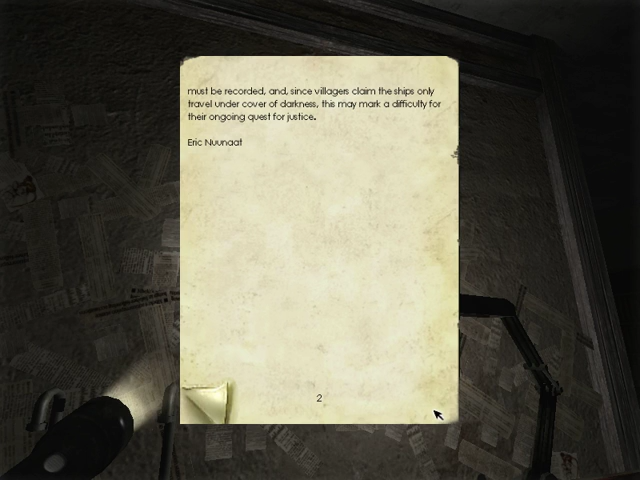 must be recorded, and, since villagers claim the ships only
travel under cover of darkness, this may mark a difficulty for
their ongoing quest for justice.
Eric Nuunaat
2